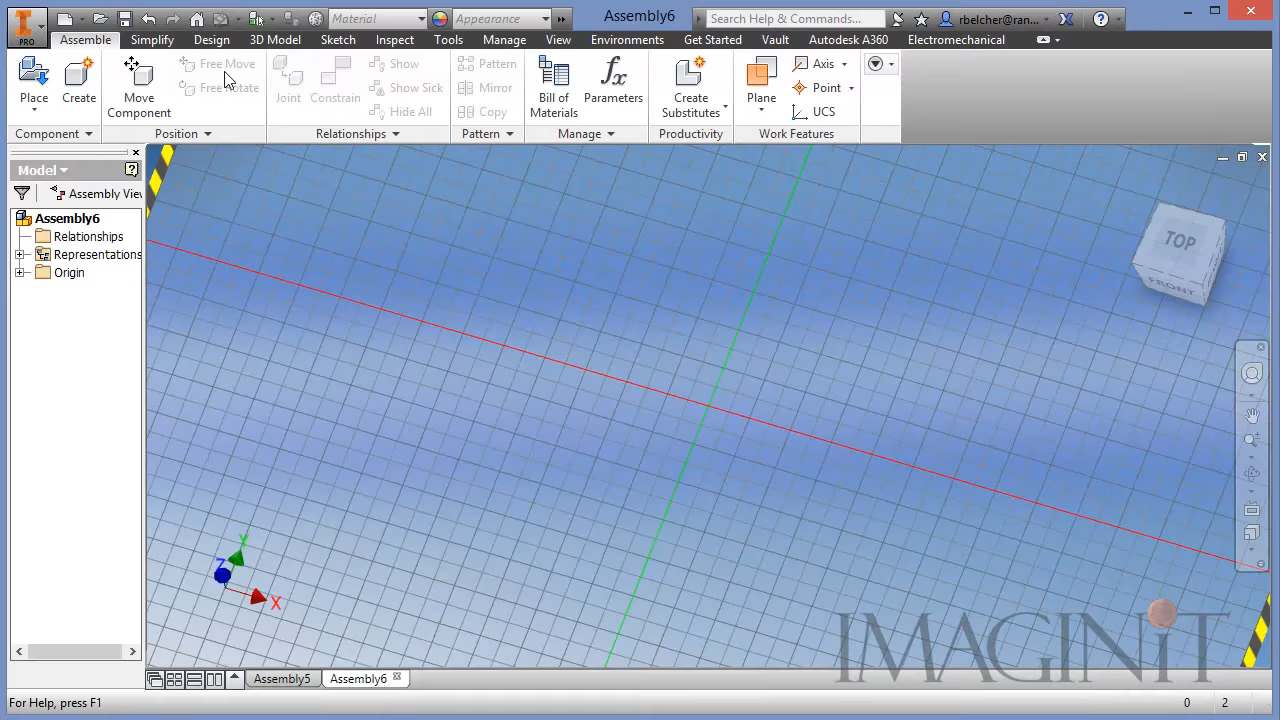 Material
Appearance
Assembly6
Search Help & Commands...
rbelcher@ran...
PRO
Assemble Simplify Design 3D Model Sketch Inspect Tools Manage View Environments Get Started Vault Autodesk A360 Electromechanical
Place
Create
Move
Component
Free Move
Free Rotate
Joint
Constrain
Show
Show Sick
Hide All
Pattern
Mirror
Copy
Bill of
Materials
fx
Parameters
Create
Substitutes
Plane
Axis
Point
UCS
Component Position Relationships Pattern Manage Productivity Work Features
Model
Assembly View
Assembly6
Relationships
Representations
Origin
TOP
FRONT
Y
Z
X
IMAGINiT
Assembly5 Assembly6
For Help, press F1
0 2